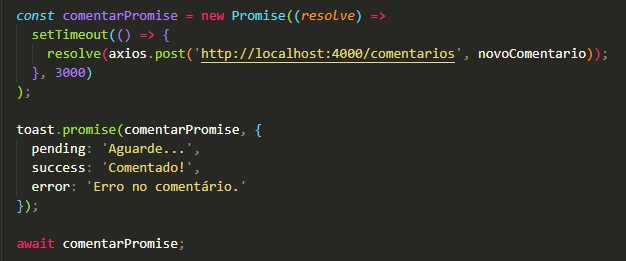 const comentarPromise = new Promise((resolve) =>
setTimeout(() => {
resolve(axios.post('http://localhost:4000/comentarios', novoComentario));
}, 3000)
);
toast.promise(comentarPromise, {
pending: 'Aguarde...',
success: 'Comentado!',
error: 'Erro no comentário.'
});
await comentarPromise;